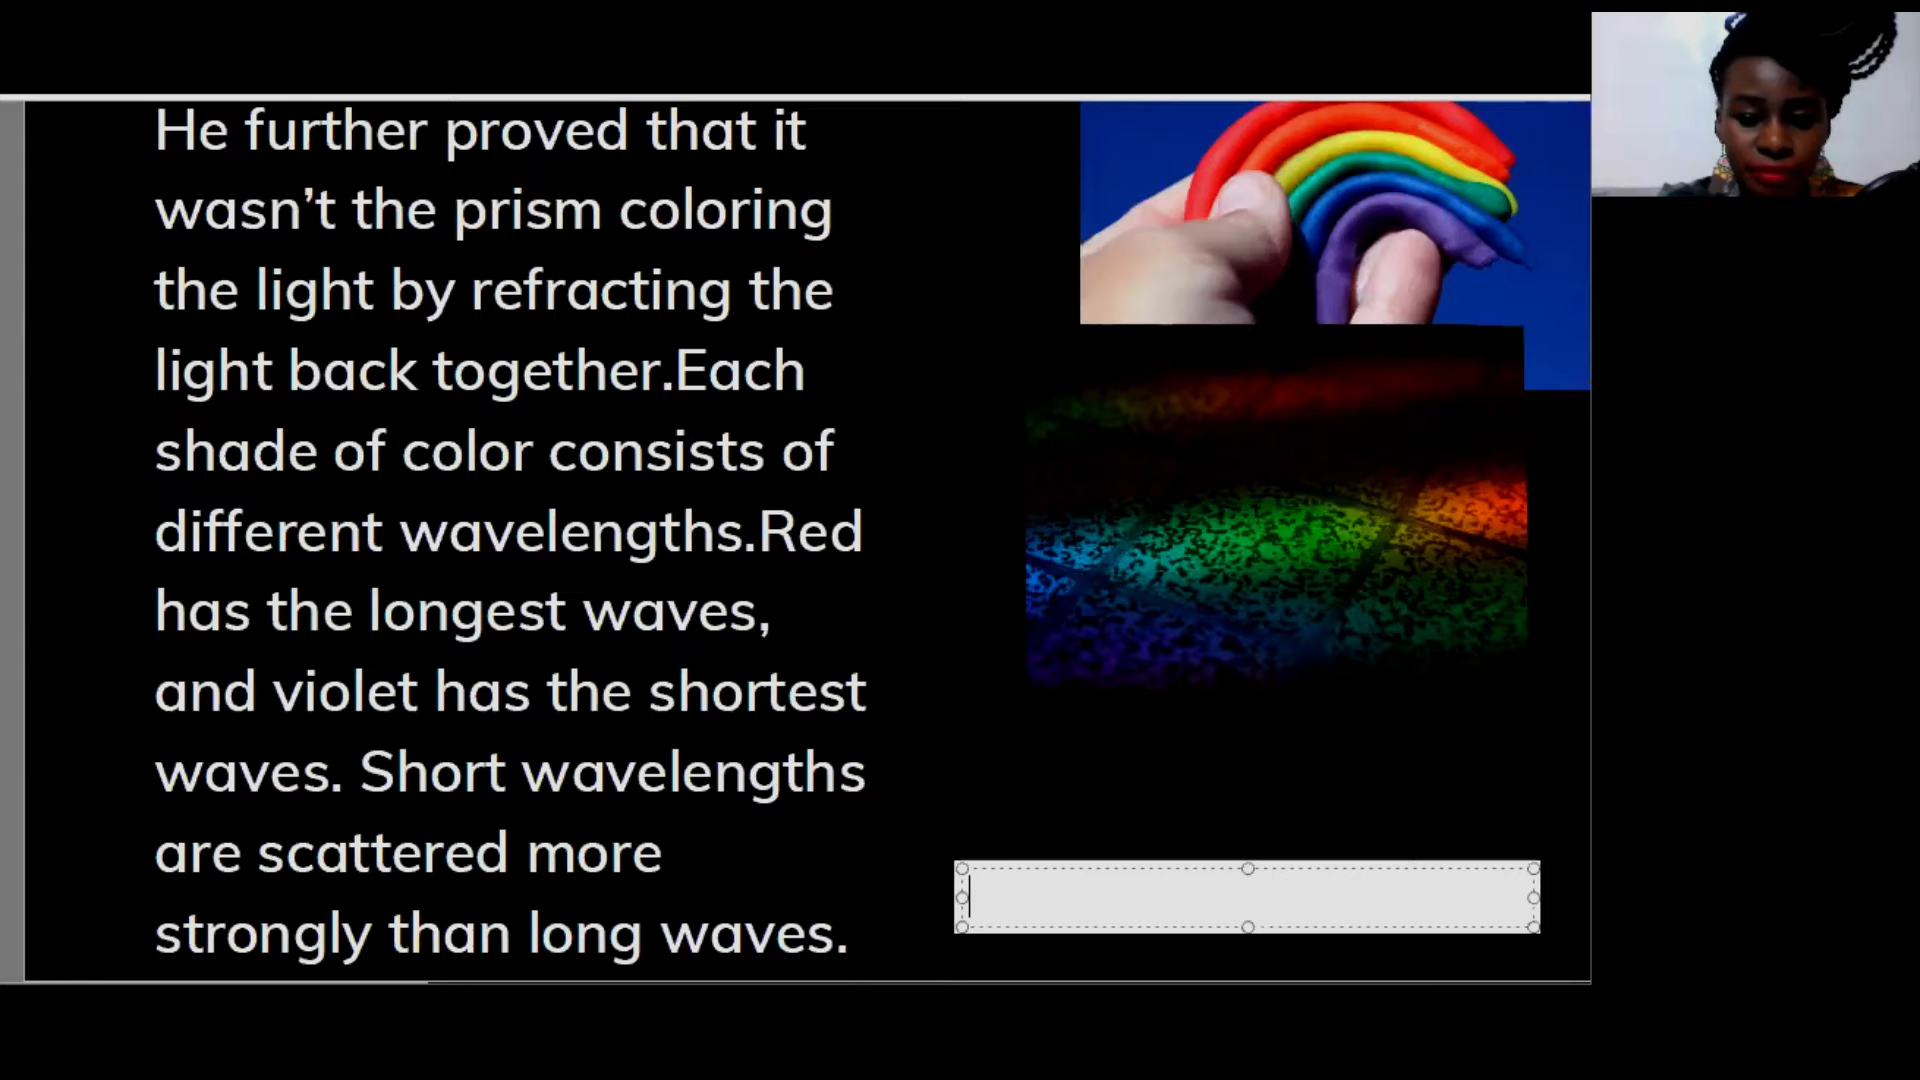 He further proved that it
wasn’t the prism coloring
the light by refracting the
light back together.Each
shade of color consists of
different wavelengths.Red
has the longest waves,
and violet has the shortest
waves. Short wavelengths
are scattered more
strongly than long waves.